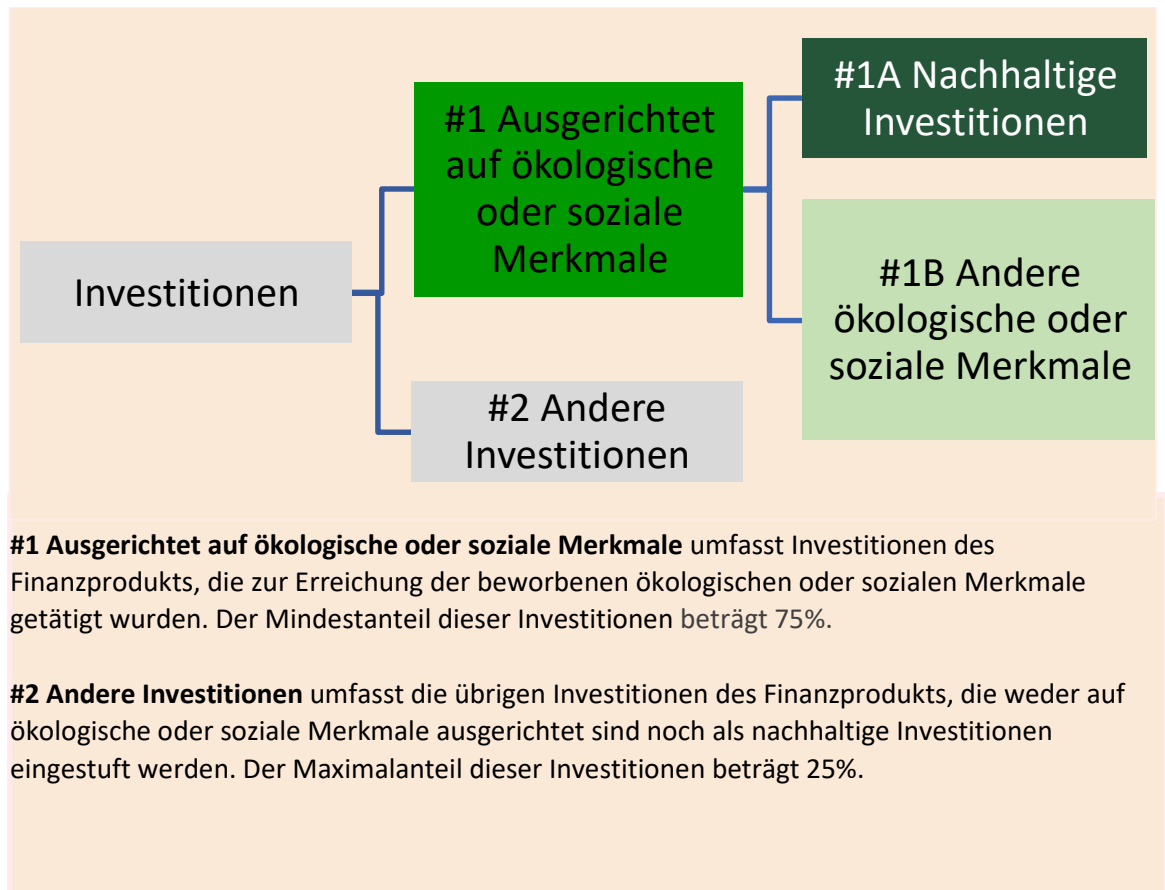 #1A Nachhaltige
Investitionen
#1 Ausgerichtet
auf ökologische
oder soziale
Merkmale
#1B Andere
ökologische oder
soziale Merkmale
Investitionen
#2 Andere
Investitionen
#1 Ausgerichtet auf ökologische oder soziale Merkmale umfasst Investitionen des
Finanzprodukts, die zur Erreichung der beworbenen ökologischen oder sozialen Merkmale
getätigt wurden. Der Mindestanteil dieser Investitionen beträgt 75%.
#2 Andere Investitionen umfasst die übrigen Investitionen des Finanzprodukts, die weder auf
ökologische oder soziale Merkmale ausgerichtet sind noch als nachhaltige Investitionen
eingestuft werden. Der Maximalanteil dieser Investitionen beträgt 25%.